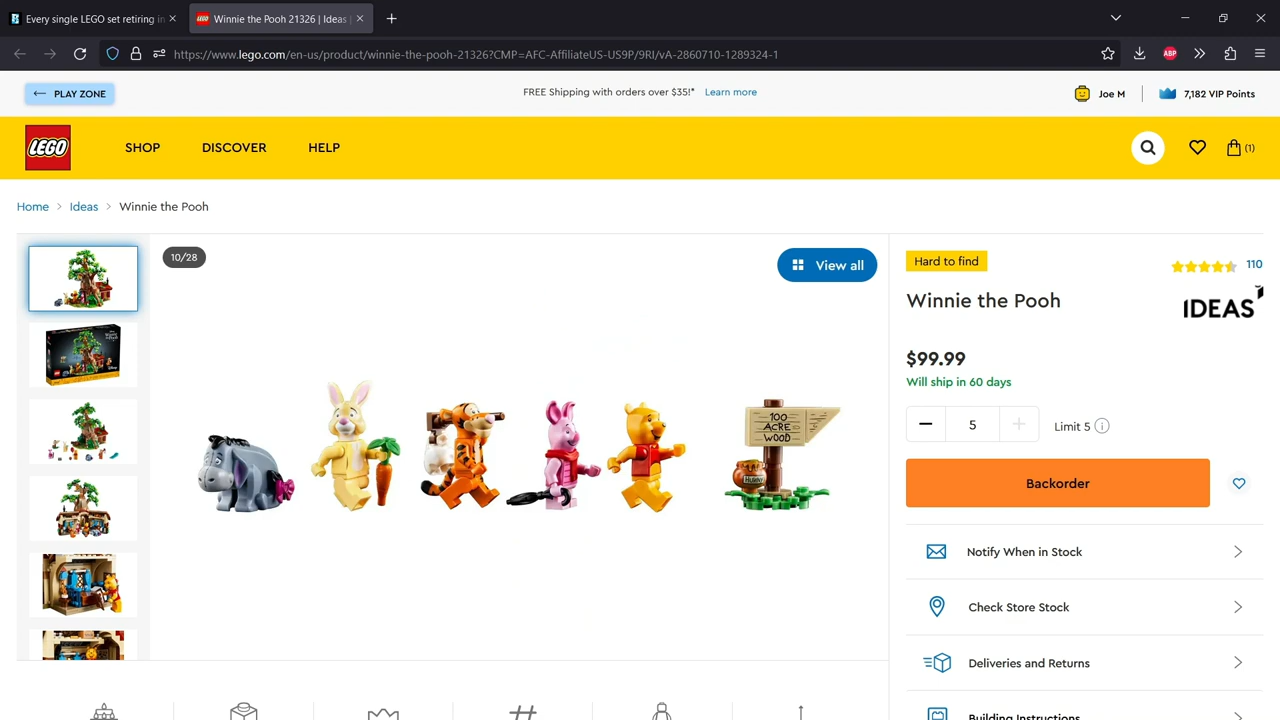 Every single LEGO set retiring in
Winnie the Pooh 21326 | Ideas |
https://www.lego.com/en-us/product/winnie-the-pooh-21326?CMP=AFC-AffiliateUS-US9P/9RI/vA-2860710-1289324-1
ABP
PLAY ZONE
FREE Shipping with orders over $35!* Learn more
Joe M
7,182 VIP Points
LEGO
SHOP DISCOVER HELP
(1)
Home > Ideas > Winnie the Pooh
10/28
View all
100
ACRE
WOOD
HUNNY
Hard to find
110
Winnie the Pooh
IDEAS
$99.99
Will ship in 60 days
5
Limit 5
Backorder
Notify When in Stock
Check Store Stock
Deliveries and Returns
Building Instructions